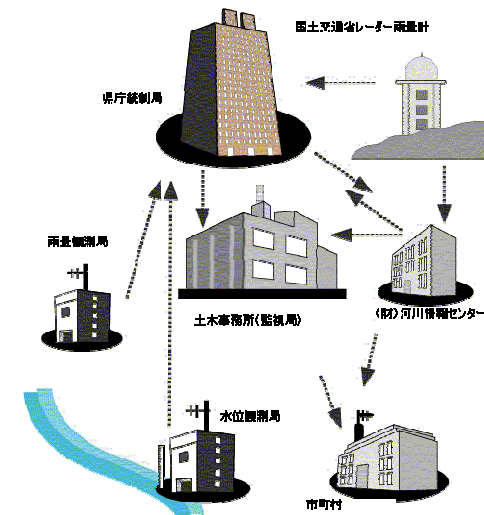 国土交通省レーダー雨量計
県庁統制局
雨量観測局
土木事務所(監視局)
(財)河川情報センター
水位観測局
市町村